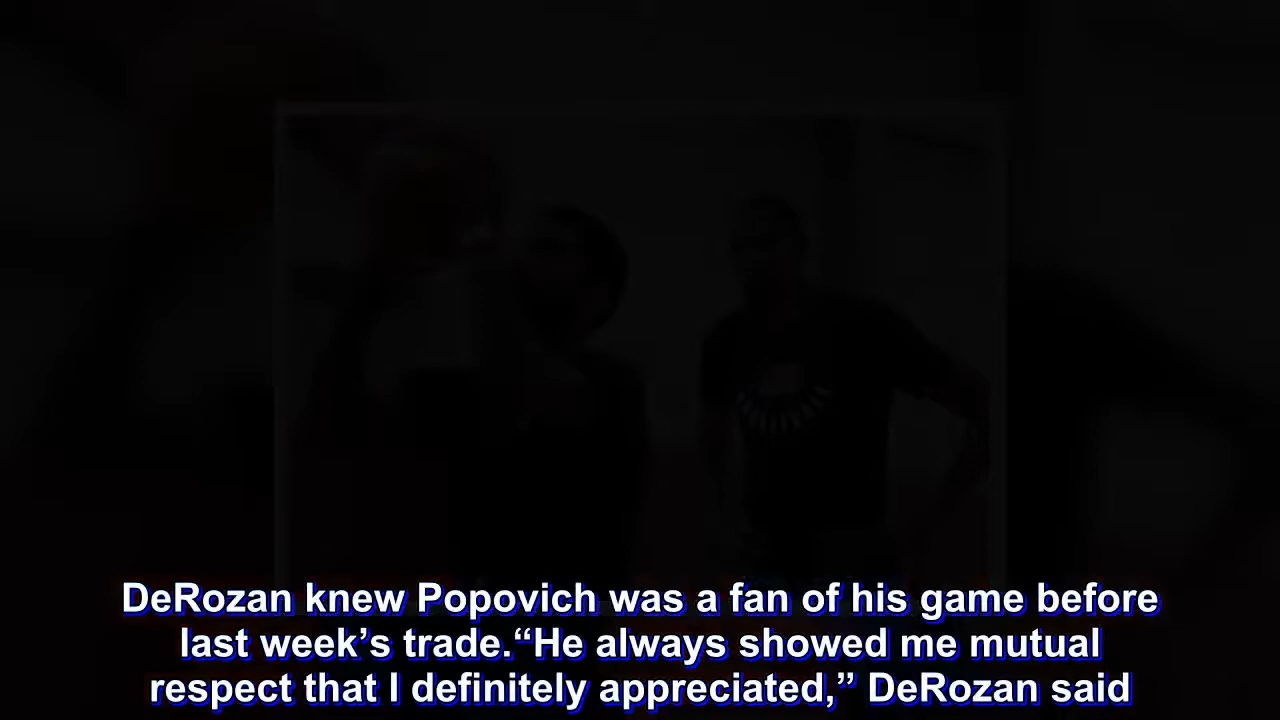 DeRozan knew Popovich was a fan of his game before
last week’s trade.“He always showed me mutual
respect that I definitely appreciated,” DeRozan said